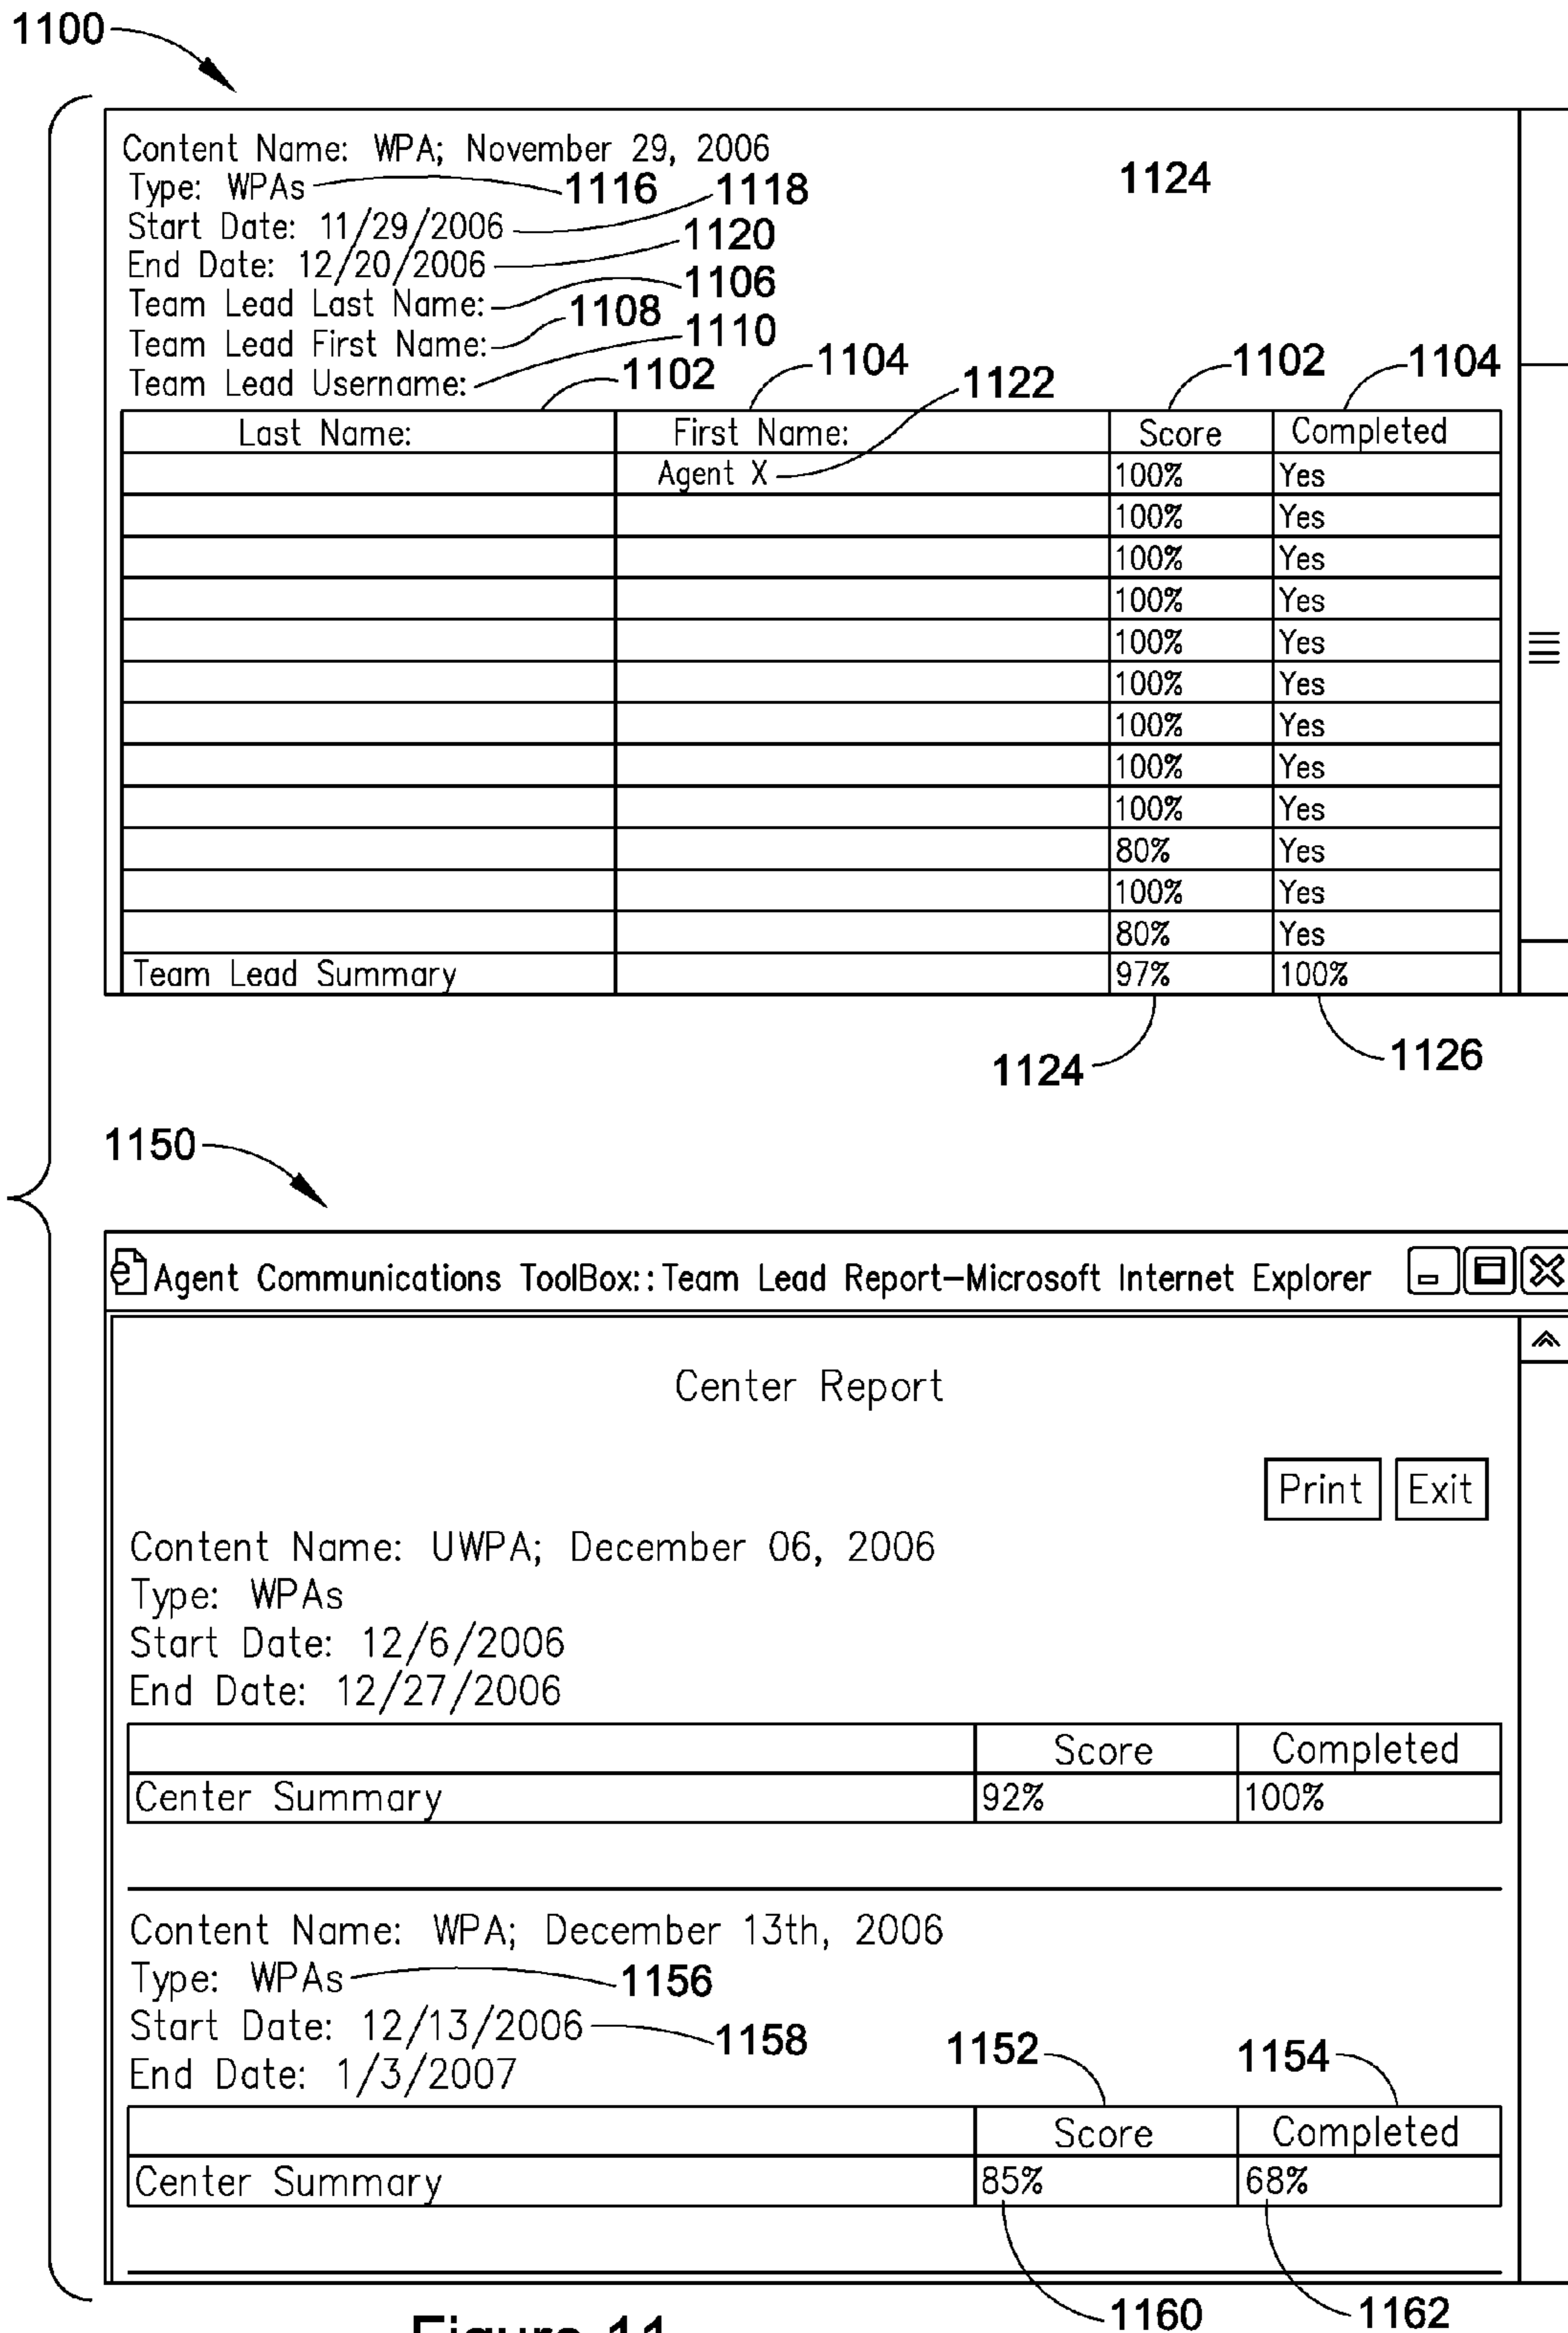 1100
Content Name: WPA; November 29, 2006
1124
Type: WPAs 1116 1118
Start Date: 11/29/2006 1120
End Date: 12/20/2006 1106
Team Lead Last Name: 1108
Team Lead First Name: 1110
Team Lead Username: 1102 1104 1122 1102 1104
Last Name: First Name: Score Completed
Agent X 100% Yes
100% Yes
100% Yes
100% Yes
100% Yes
100% Yes
100% Yes
100% Yes
100% Yes
80% Yes
100% Yes
80% Yes
Team Lead Summary 97% 100%
1124 1126
1150
Agent Communications ToolBox::Team Lead Report-Microsoft Internet Explorer
Center Report
Print Exit
Content Name: UWPA; December 06, 2006
Type: WPAs
Start Date: 12/6/2006
End Date: 12/27/2006
Score Completed
Center Summary 92% 100%
Content Name: WPA; December 13th, 2006
Type: WPAs 1156
Start Date: 12/13/2006 1158 1152 1154
End Date: 1/3/2007
Score Completed
Center Summary 85% 68%
1160 1162
Figure 11